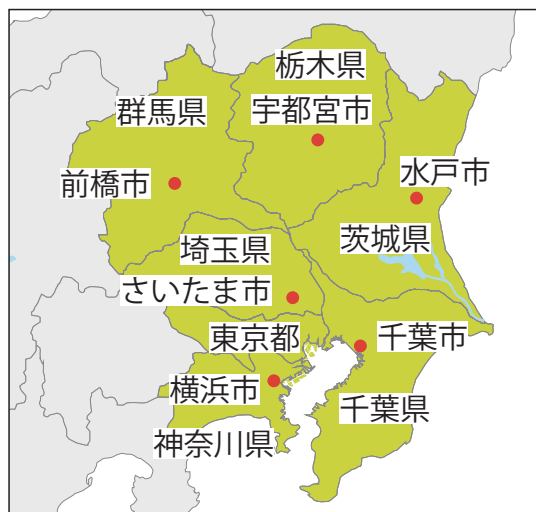 栃木県
群馬県
宇都宮市
前橋市
水戸市
茨城県
埼玉県
さいたま市
東京都
千葉市
横浜市
千葉県
神奈川県